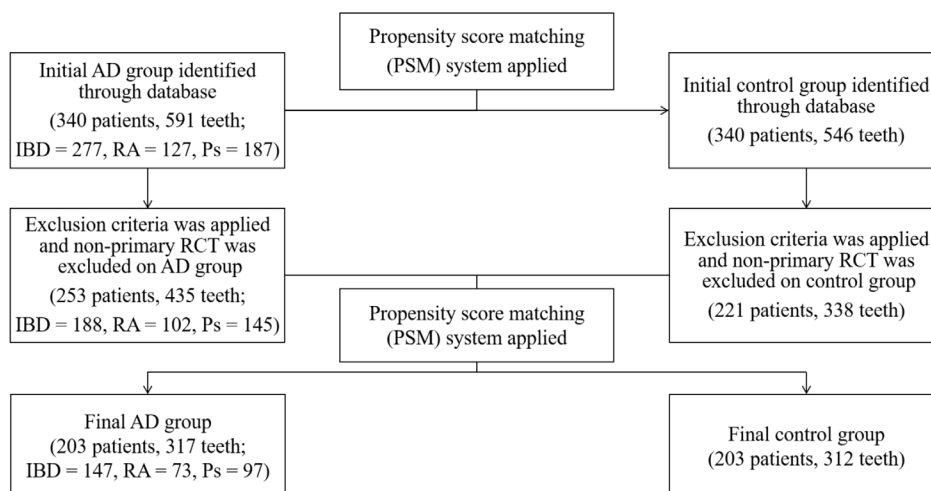 Propensity score matching
(PSM) system applied
Initial AD group identified
through database
(340 patients, 591 teeth;
IBD = 277, RA = 127, Ps = 187)
Initial control group identified
through database
(340 patients, 546 teeth)
Exclusion criteria was applied
and non-primary RCT was
excluded on AD group
(253 patients, 435 teeth;
IBD = 188, RA = 102, Ps = 145)
Exclusion criteria was applied
and non-primary RCT was
excluded on control group
(221 patients, 338 teeth)
Propensity score matching
(PSM) system applied
Final AD group
(203 patients, 317 teeth;
IBD = 147, RA = 73, Ps = 97)
Final control group
(203 patients, 312 teeth)